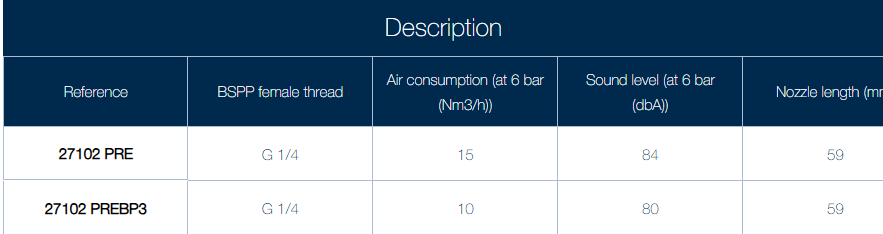 Description
Reference BSPP female thread Air consumption (at 6 bar (Nm3/h)) Sound level (at 6 bar (dbA)) Nozzle length (mm
27102 PRE G 1/4 15 84 59
27102 PREBP3 G 1/4 10 80 59